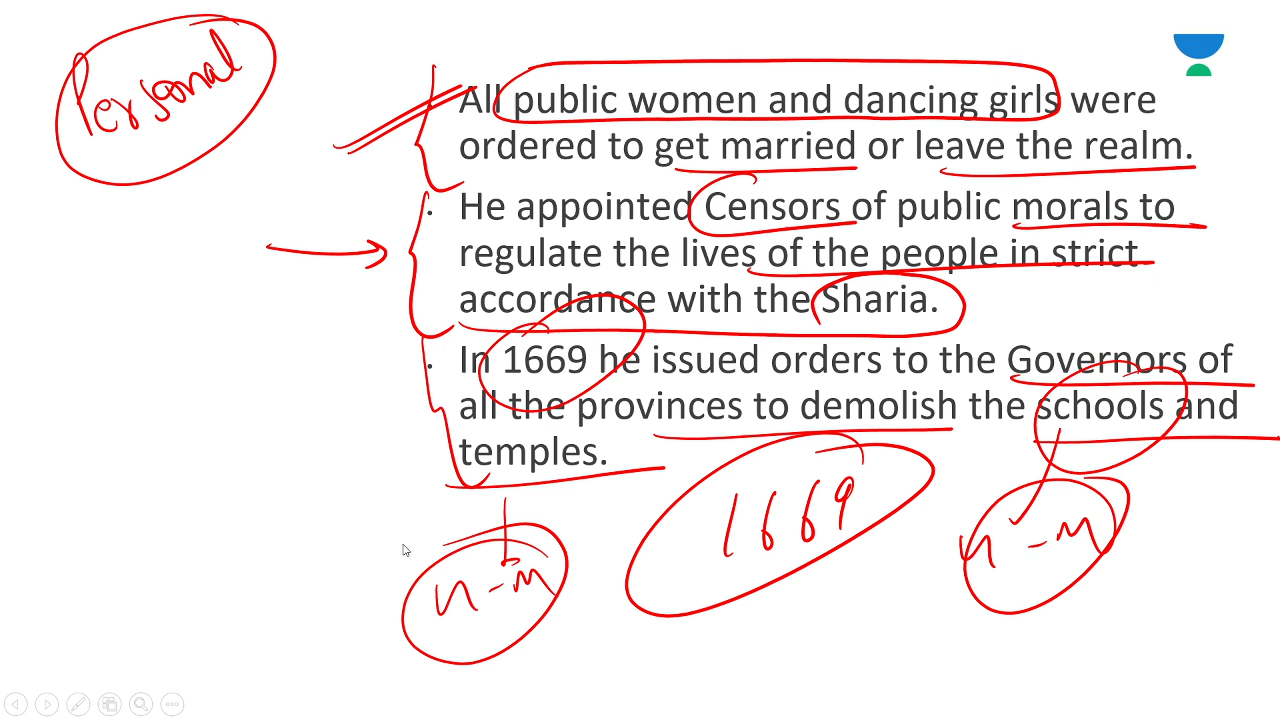 Personal
All public women and dancing girls were
ordered to get married or leave the realm.
· He appointed Censors of public morals to
regulate the lives of the people in strict
accordance with the Sharia.
· In 1669 he issued orders to the Governors of
all the provinces to demolish the schools and
temples.
1669
n-m
n-m